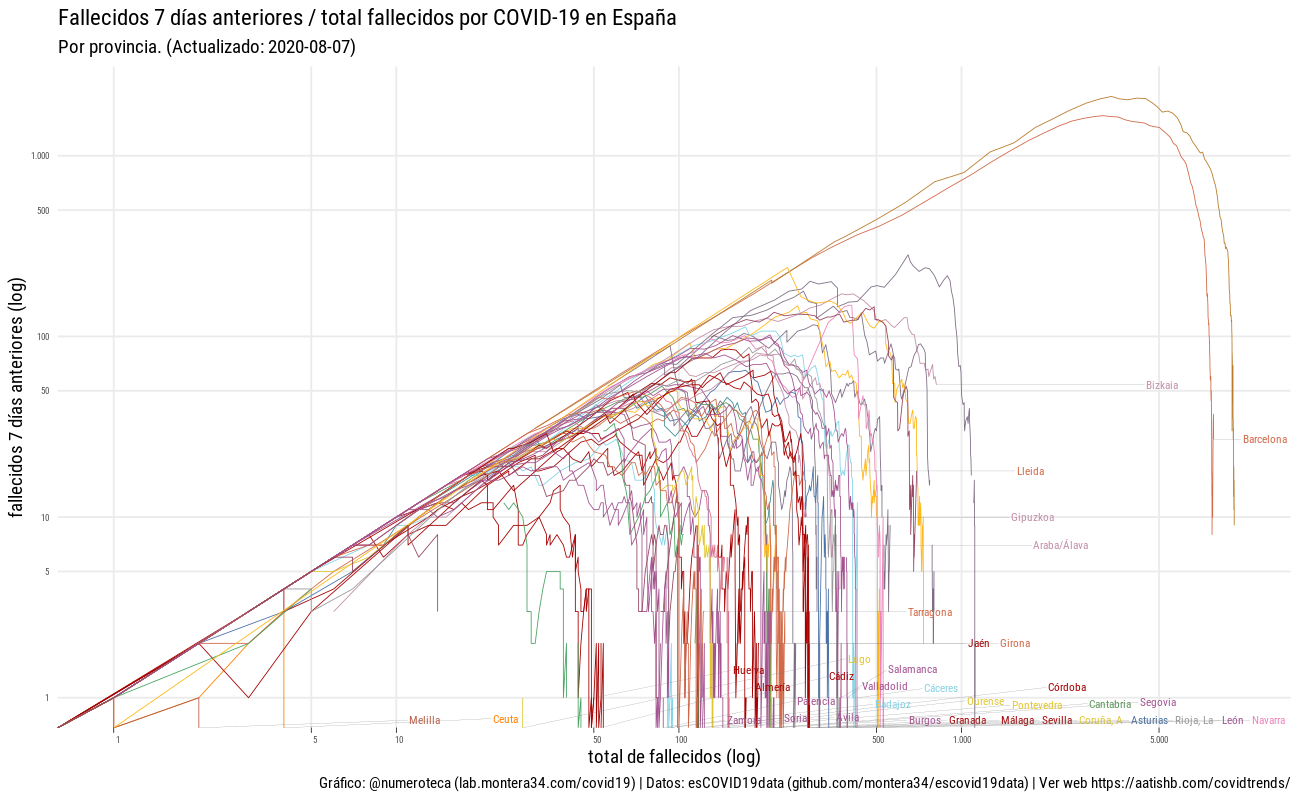 Fallecidos 7 días anteriores / total fallecidos por COVID-19 en España
Por provincia. (Actualizado: 2020-08-07)
fallecidos 7 días anteriores (log)
1.000
500
100
50
10
5
1
Bizkaia
Barcelona
Lleida
Gipuzkoa
Araba/Álava
Tarragona
Jaén
Girona
Lugo
Huelva
Salamanca
Cádiz
Almería
Valladolid
Cáceres
Córdoba
Palencia
Badajoz
Ourense
Pontevedra
Cantabria
Segovia
Melilla
Ceuta
Zamora
Soria
Ávila
Burgos
Granada
Málaga
Sevilla
Coruña, A
Asturias
Rioja, La
León
Navarra
1
5
10
50
100
500
1.000
5.000
total de fallecidos (log)
Gráfico: @numeroteca (lab.montera34.com/covid19) | Datos: esCOVID19data (github.com/montera34/escovid19data) | Ver web https://aatishb.com/covidtrends/